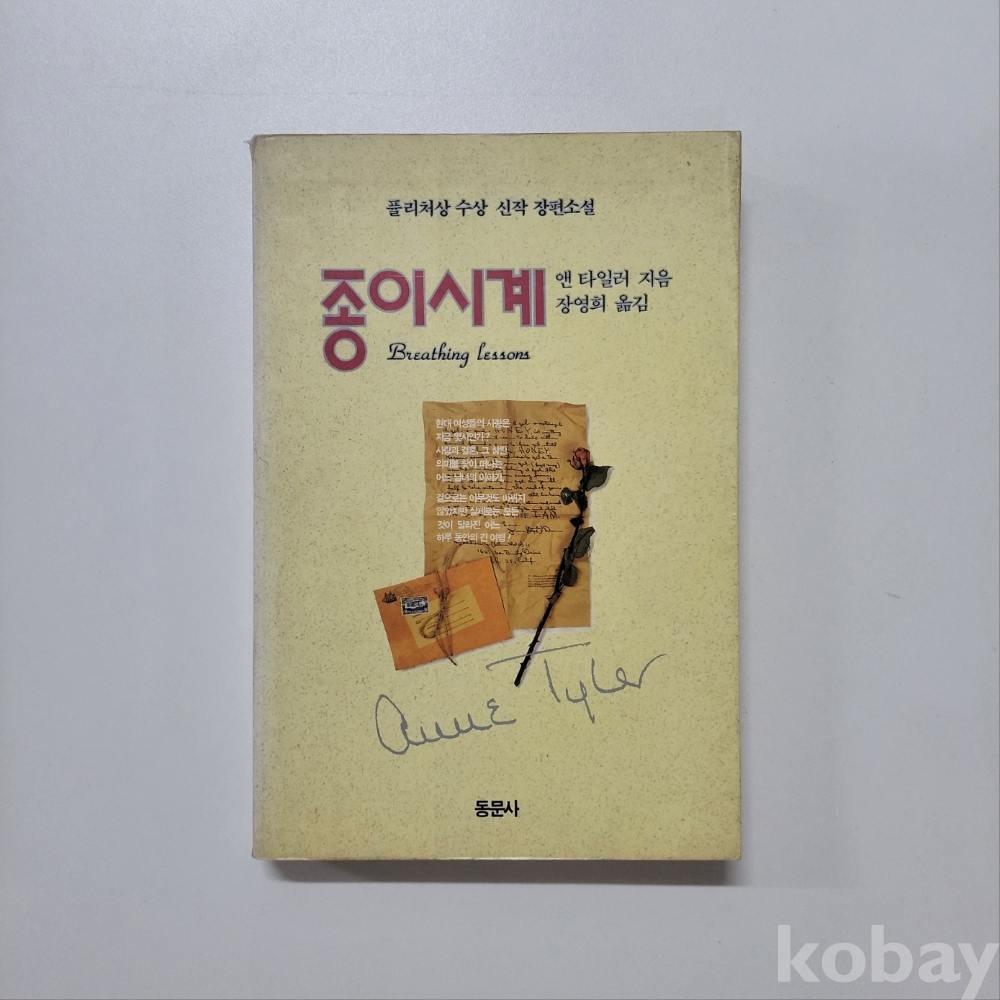 플리처상 수상 신작 장편소설
종이시계
앤 타일러 지음
장영희 옮김
Breathing lessons
현대 여성들의 사랑은
지금 몇시인가?
사랑과 결혼, 그 참된
의미를 찾아 떠나는
어느 남녀의 이야기.
겉으로는 아무것도 바뀌지
않았지만 실제로는 모든
것이 달라진 어느
하루 동안의 긴 여행!
HONEY
Anne Tyler
동문사
kobay